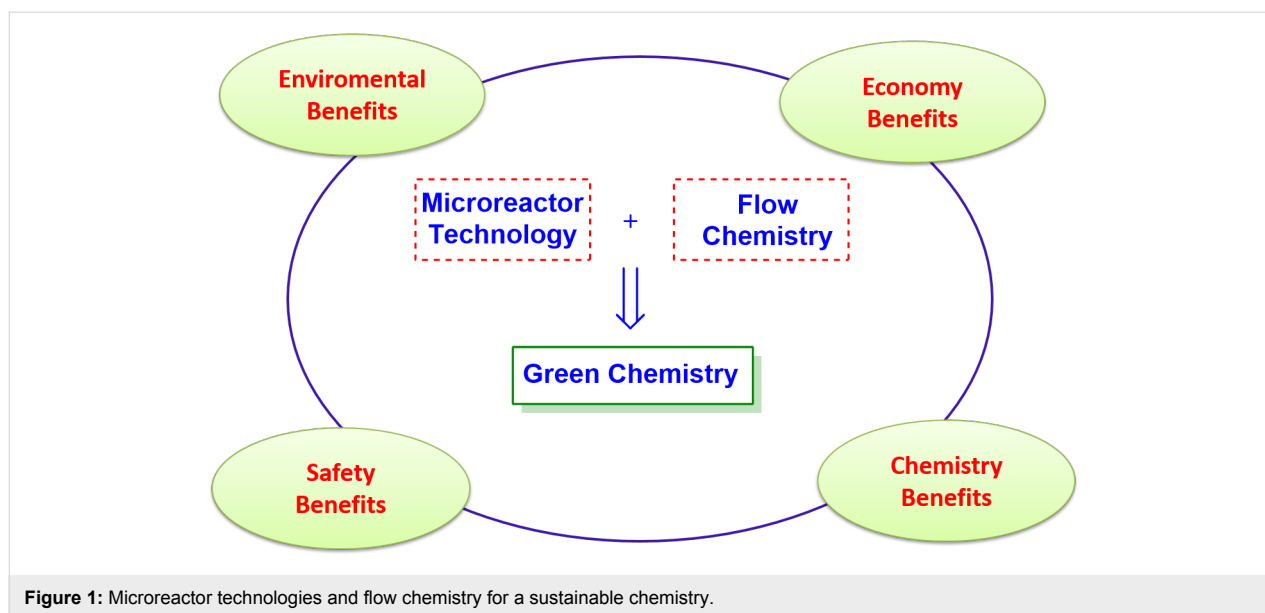 Enviromental
Benefits
Economy
Benefits
Microreactor
Technology
+
Flow
Chemistry
Green Chemistry
Safety
Benefits
Chemistry
Benefits
Figure 1: Microreactor technologies and flow chemistry for a sustainable chemistry.